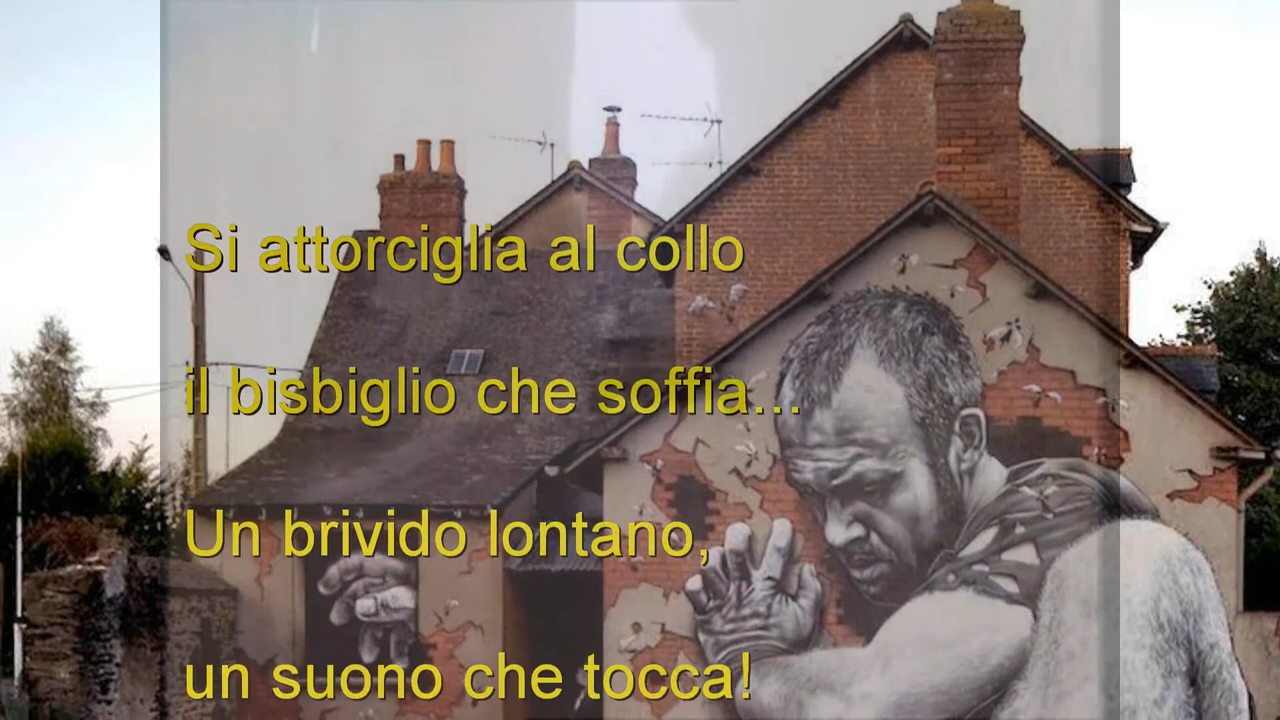 Si attorciglia al collo
il bisbiglio che soffia...
Un brivido lontano,
un suono che tocca!